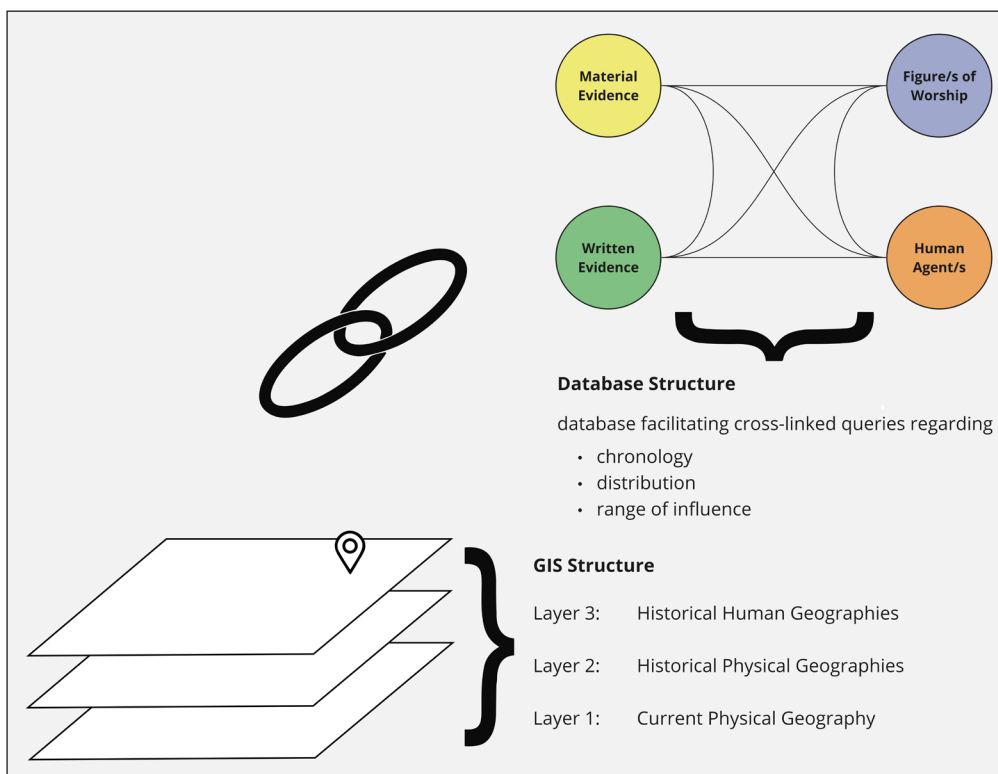 Material
Evidence
Figure/s of
Worship
Written
Evidence
Human
Agent/s
Database Structure
database facilitating cross-linked queries regarding
• chronology
• distribution
• range of influence
GIS Structure
Layer 3: Historical Human Geographies
Layer 2: Historical Physical Geographies
Layer 1: Current Physical Geography